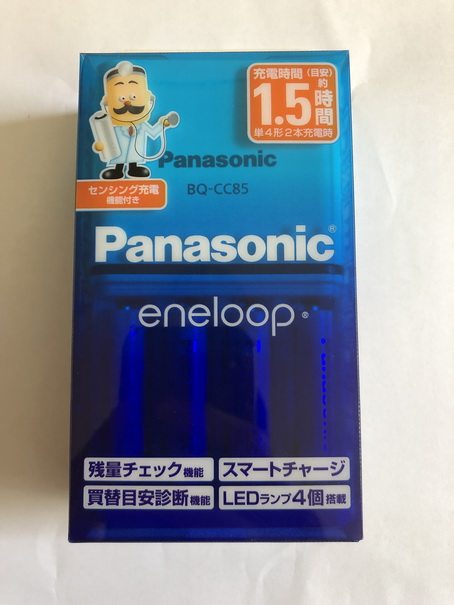 充電時間(目安)
約
1.5時間
単4形2本充電時
Panasonic
センシング充電
機能付き
BQ-CC85
Panasonic®
eneloop®
残量チェック機能
スマートチャージ
買替目安診断機能
LEDランプ4個搭載